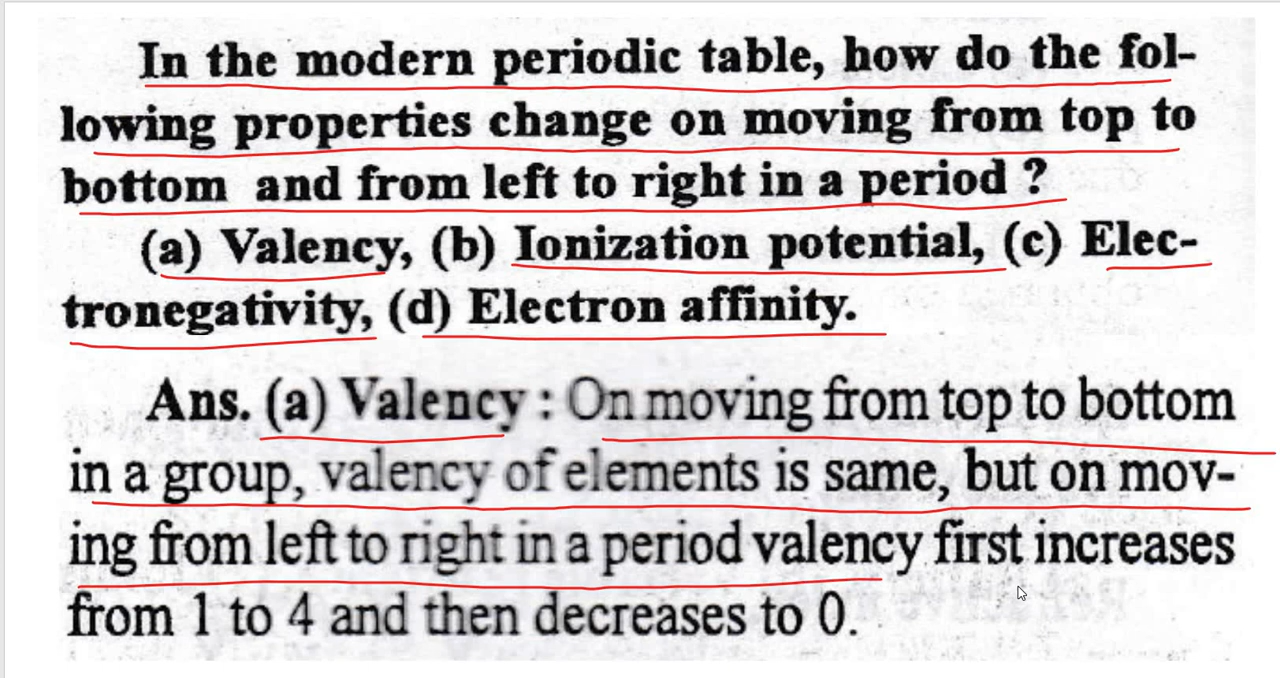 In the modern periodic table, how do the fol-
lowing properties change on moving from top to
bottom and from left to right in a period ?
(a) Valency, (b) Ionization potential, (c) Elec-
tronegativity, (d) Electron affinity.
Ans. (a) Valency : On moving from top to bottom
in a group, valency of elements is same, but on mov-
ing from left to right in a period valency first increases
from 1 to 4 and then decreases to 0.